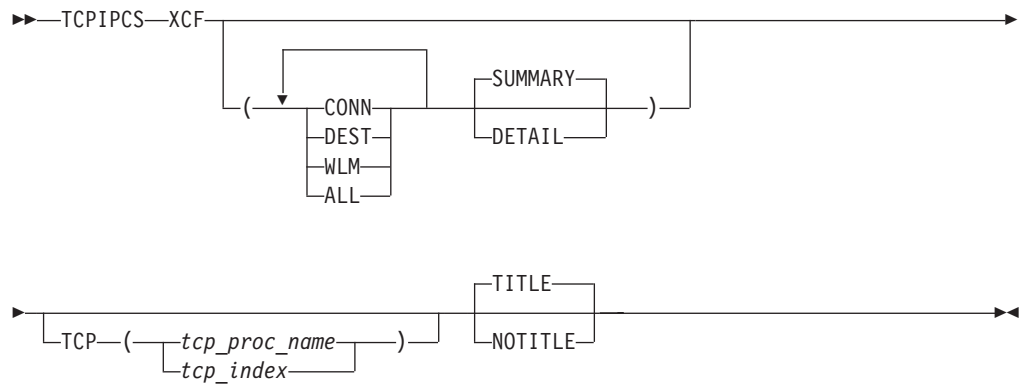 TCPIPCS XCF
SUMMARY
( CONN )
DEST DETAIL
WLM
ALL
TITLE
TCP ( tcp_proc_name ) NOTITLE
tcp_index